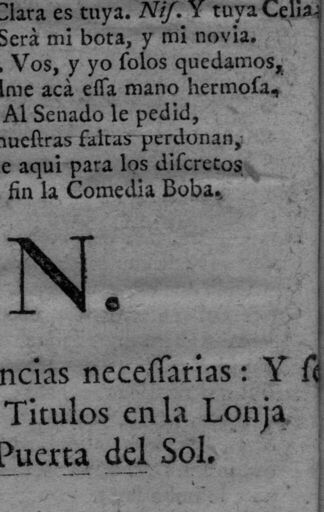 Clara es tuya. Niſ. Y tuya Celia.
Serà mi bota, y mi novia.
. Vos, y yo ſolos quedamos,
dme acà eſſa mano hermoſa,
Al Senado le pedid,
nueſtras faltas perdonan,
e aqui para los diſcretos
fin la Comedia Boba.
N.
ncias neceſſarias : Y ſe
Titulos en la Lonja
Puerta del Sol.